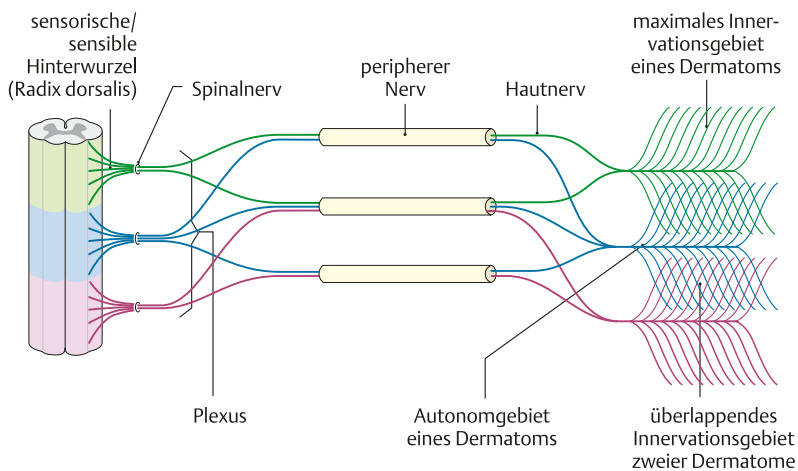 sensorische/
sensible
Hinterwurzel
(Radix dorsalis)
Spinalnerv
peripherer
Nerv
Hautnerv
maximales Inner-
vationsgebiet
eines Dermatoms
Plexus
Autonomgebiet
eines Dermatoms
überlappendes
Innervationsgebiet
zweier Dermatome